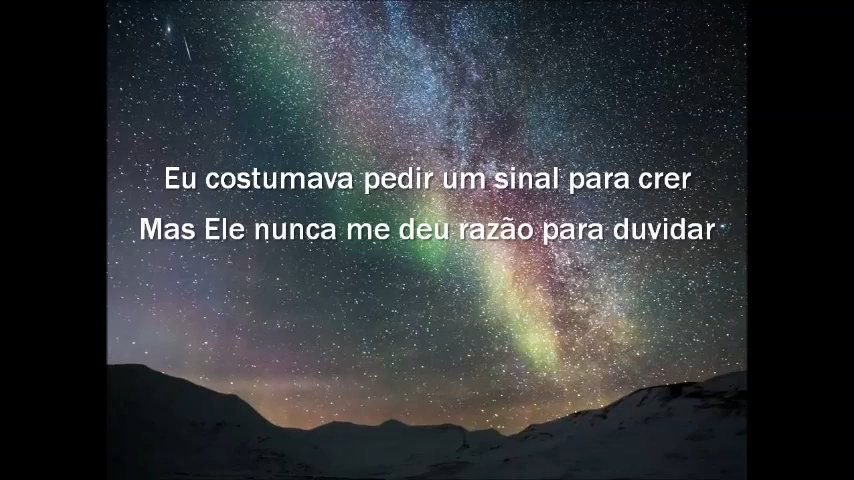 Eu costumava pedir um sinal para crer
Mas Ele nunca me deu razão para duvidar